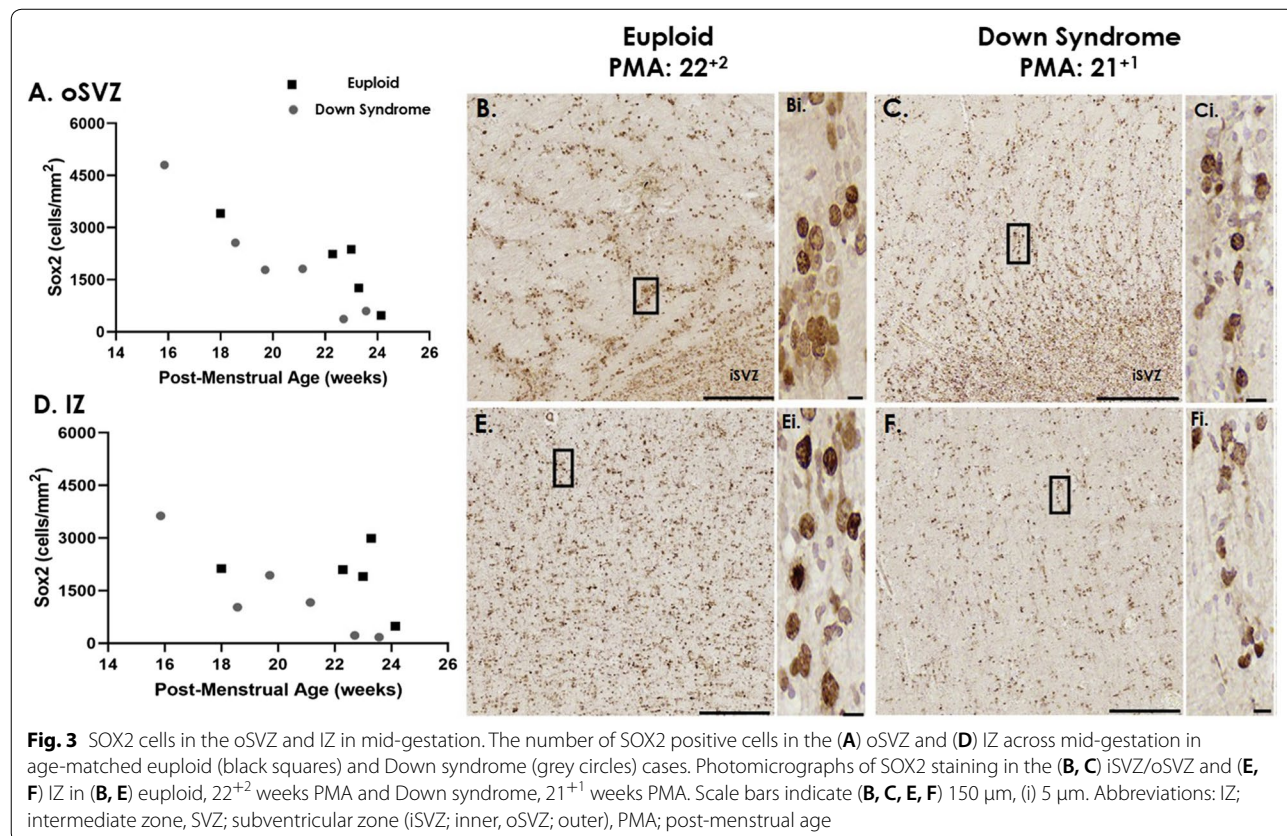 Euploid
PMA: 22+2
Down Syndrome
PMA: 21+1
A. oSVZ
Euploid
Down Syndrome
6000
4500
3000
1500
0
Sox2 (cells/mm2)
14 16 18 20 22 24 26
Post-Menstrual Age (weeks)
B.
iSVZ
Bi.
C.
iSVZ
Ci.
D. IZ
6000
4500
3000
1500
0
Sox2 (cells/mm2)
14 16 18 20 22 24 26
Post-Menstrual Age (weeks)
E.
Ei.
F.
Fi.
Fig. 3 SOX2 cells in the oSVZ and IZ in mid-gestation. The number of SOX2 positive cells in the (A) oSVZ and (D) IZ across mid-gestation in
age-matched euploid (black squares) and Down syndrome (grey circles) cases. Photomicrographs of SOX2 staining in the (B, C) iSVZ/oSVZ and (E,
F) IZ in (B, E) euploid, 22+2 weeks PMA and Down syndrome, 21+1 weeks PMA. Scale bars indicate (B, C, E, F) 150 µm, (i) 5 µm. Abbreviations: IZ;
intermediate zone, SVZ; subventricular zone (iSVZ; inner, oSVZ; outer), PMA; post-menstrual age